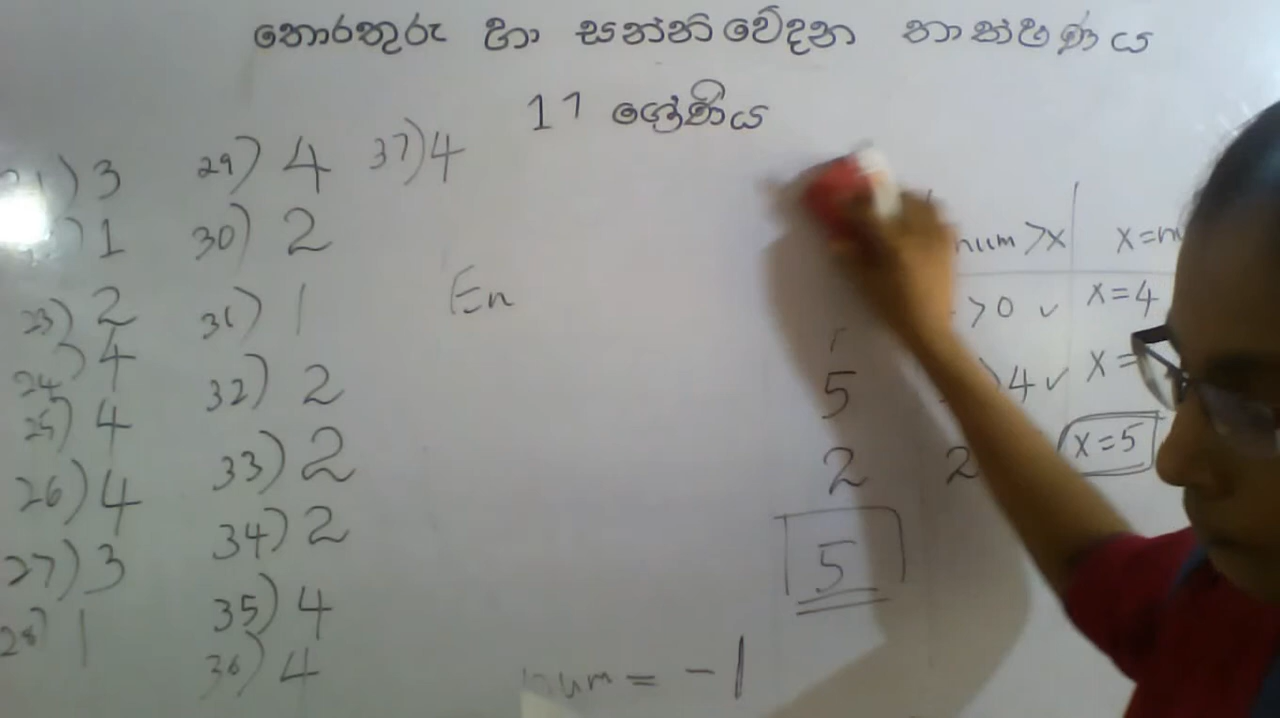 තොරතුරු හා සන්නිවේදන තාක්ෂණය
11 ශ්‍රේණිය
21) 3
) 1
23) 2
24) 4
25) 4
26) 4
27) 3
28) 1
29) 4
30) 2
31) 1
32) 2
33) 2
34) 2
35) 4
36) 4
37) 4
En
num >x x=nu
>0 ✓ x=4
5 4 ✓ x=
2 2 x=5
5
num = -1